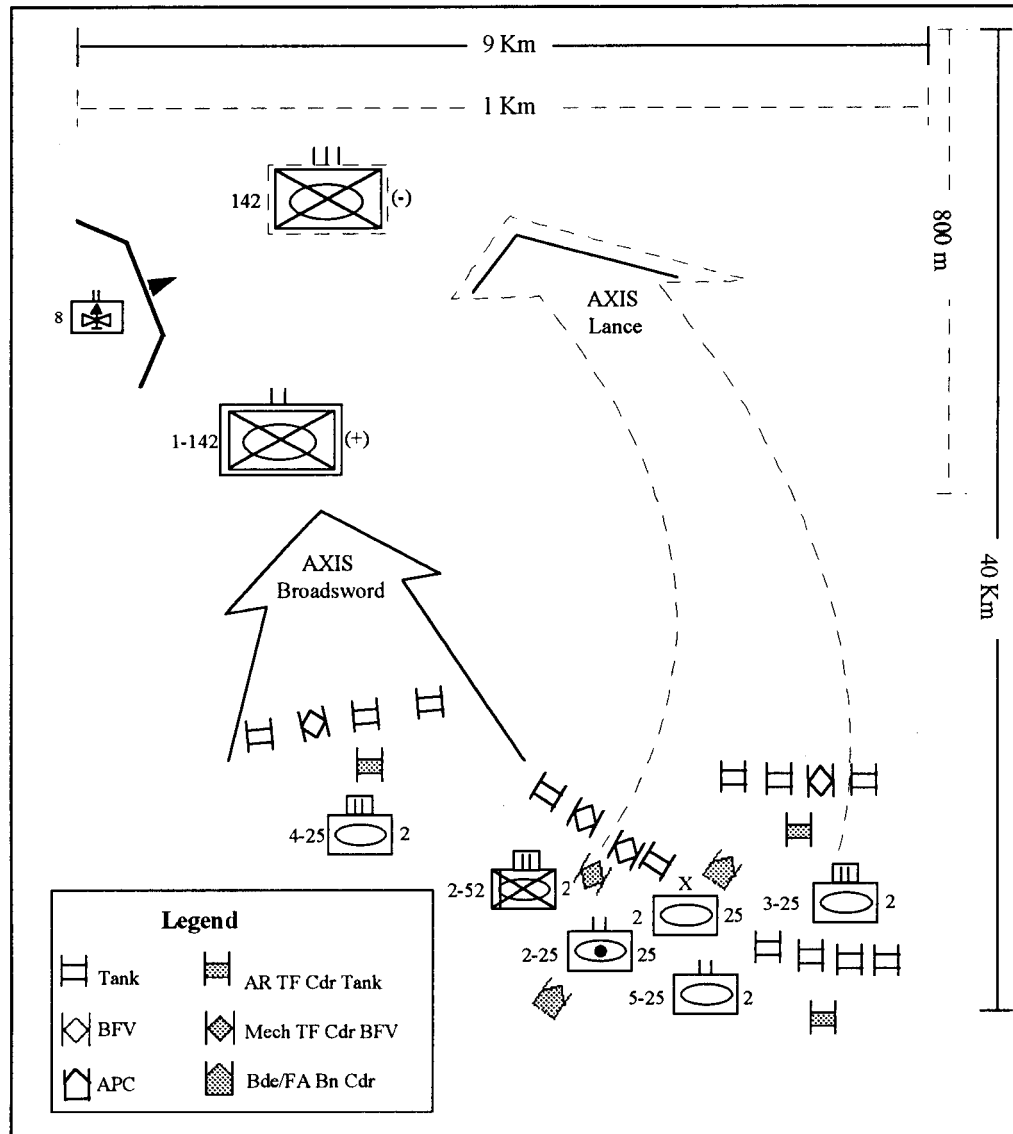 9 Km
1 Km
142 (-)
800 m
AXIS
Lance
8
1-142 (+)
40 Km
AXIS
Broadsword
4-25 2
2-52 2
X
2 25
3-25 2
2-25 25
5-25 2
Legend
Tank
AR TF Cdr Tank
BFV
Mech TF Cdr BFV
APC
Bde/FA Bn Cdr